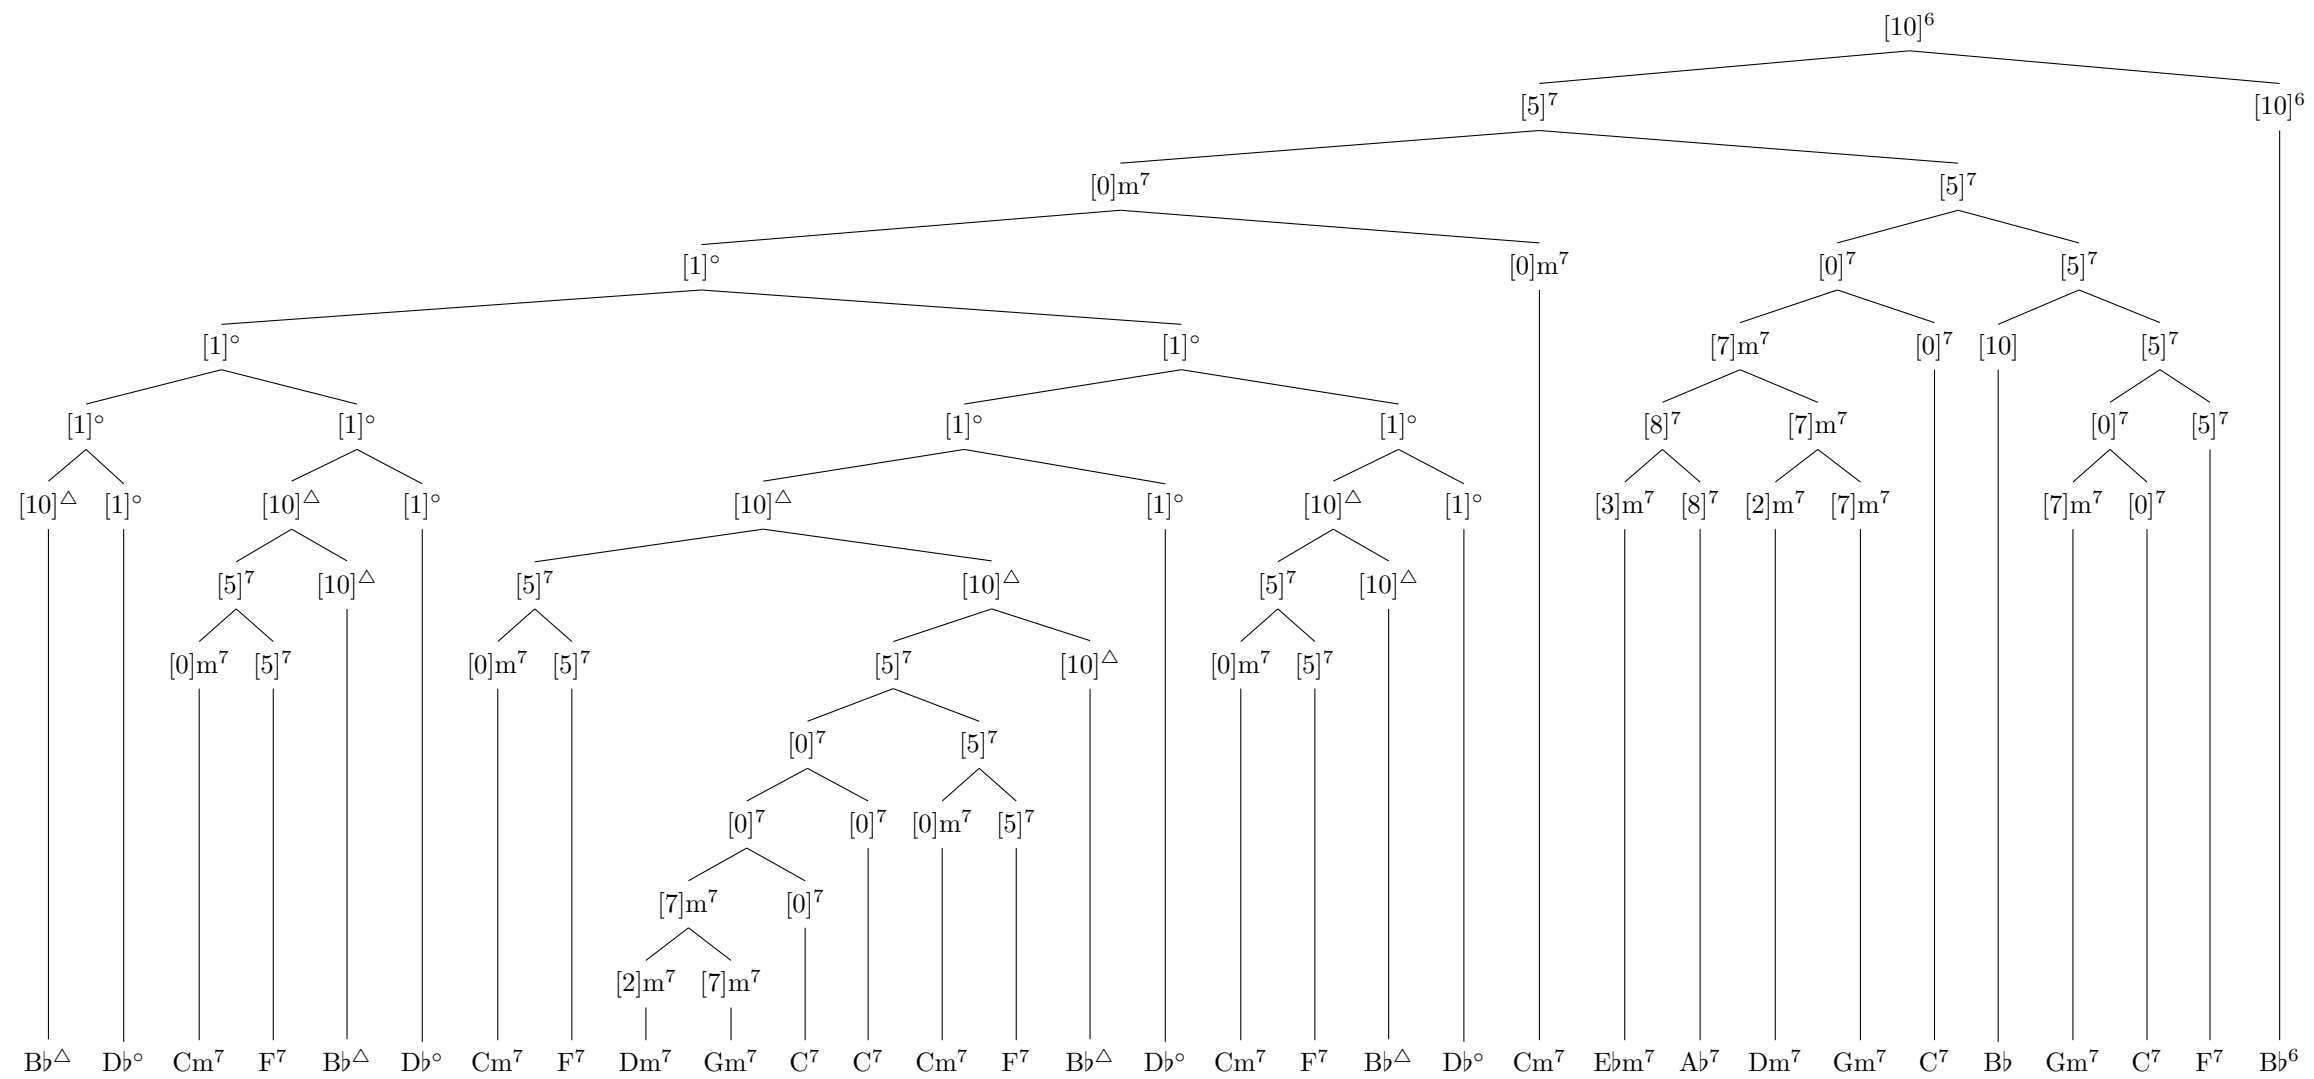 [10]⁶
[5]⁷ [10]⁶
[0]m⁷ [5]⁷
[1]° [0]m⁷ [0]⁷ [5]⁷
[1]° [1]° [7]m⁷ [0]⁷ [10] [5]⁷
[1]° [1]° [1]° [1]° [8]⁷ [7]m⁷ [0]⁷ [5]⁷
[10]△ [1]° [10]△ [1]° [10]△ [1]° [10]△ [1]° [3]m⁷ [8]⁷ [2]m⁷ [7]m⁷ [7]m⁷ [0]⁷
[5]⁷ [10]△ [5]⁷ [10]△ [5]⁷ [10]△
[0]m⁷ [5]⁷ [0]m⁷ [5]⁷ [5]⁷ [10]△ [0]m⁷ [5]⁷
[0]⁷ [5]⁷
[0]⁷ [0]⁷ [0]m⁷ [5]⁷
[7]m⁷ [0]⁷
[2]m⁷ [7]m⁷
B♭△ D♭° Cm⁷ F⁷ B♭△ D♭° Cm⁷ F⁷ Dm⁷ Gm⁷ C⁷ C⁷ Cm⁷ F⁷ B♭△ D♭° Cm⁷ F⁷ B♭△ D♭° Cm⁷ E♭m⁷ A♭⁷ Dm⁷ Gm⁷ C⁷ B♭ Gm⁷ C⁷ F⁷ B♭⁶